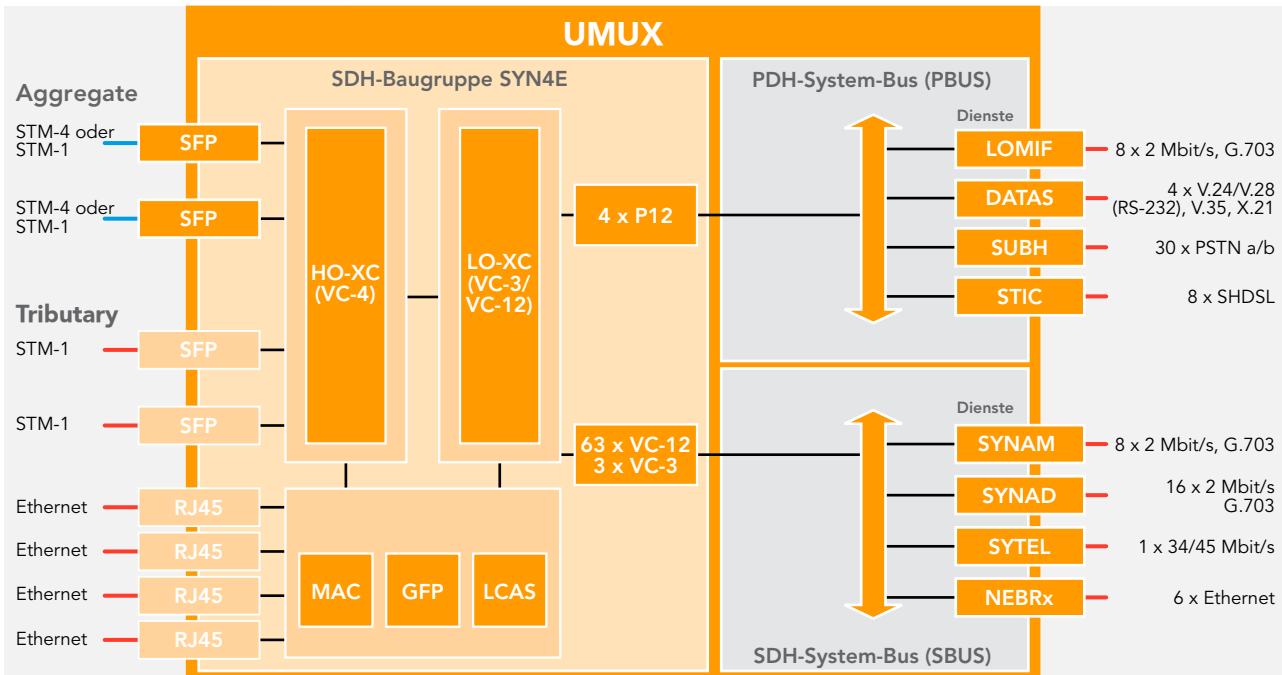 UMUX
SDH-Baugruppe SYN4E
PDH-System-Bus (PBUS)
Aggregate
STM-4 oder
STM-1
SFP
STM-4 oder
STM-1
SFP
Tributary
STM-1
SFP
STM-1
SFP
Ethernet
RJ45
Ethernet
RJ45
Ethernet
RJ45
Ethernet
RJ45
HO-XC
(VC-4)
LO-XC
(VC-3/
VC-12)
4 x P12
63 x VC-12
3 x VC-3
MAC
GFP
LCAS
Dienste
LOMIF
8 x 2 Mbit/s, G.703
DATAS
4 x V.24/V.28
(RS-232), V.35, X.21
SUBH
30 x PSTN a/b
STIC
8 x SHDSL
Dienste
SYNAM
8 x 2 Mbit/s, G.703
SYNAD
16 x 2 Mbit/s
G.703
SYTEL
1 x 34/45 Mbit/s
NEBRx
6 x Ethernet
SDH-System-Bus (SBUS)